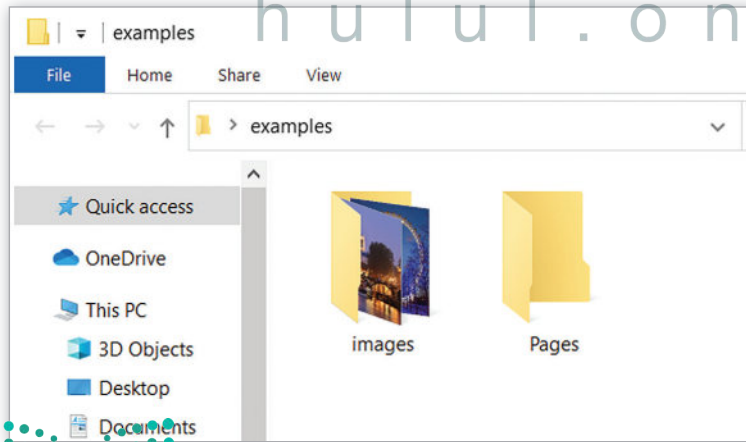 hulul.on
examples
File Home Share View
examples
Quick access
OneDrive
This PC
3D Objects
Desktop
Documents
images Pages